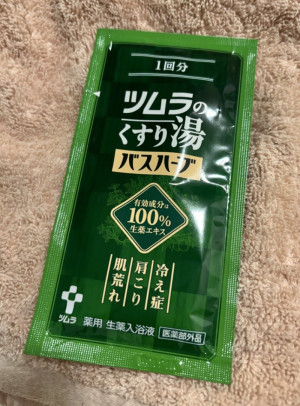 1回分
ツムラの
くすり湯
バスハーブ
有効成分は
100%
生薬エキス
冷え症
肩こり
肌荒れ
ツムラ
薬用 生薬入浴液
医薬部外品